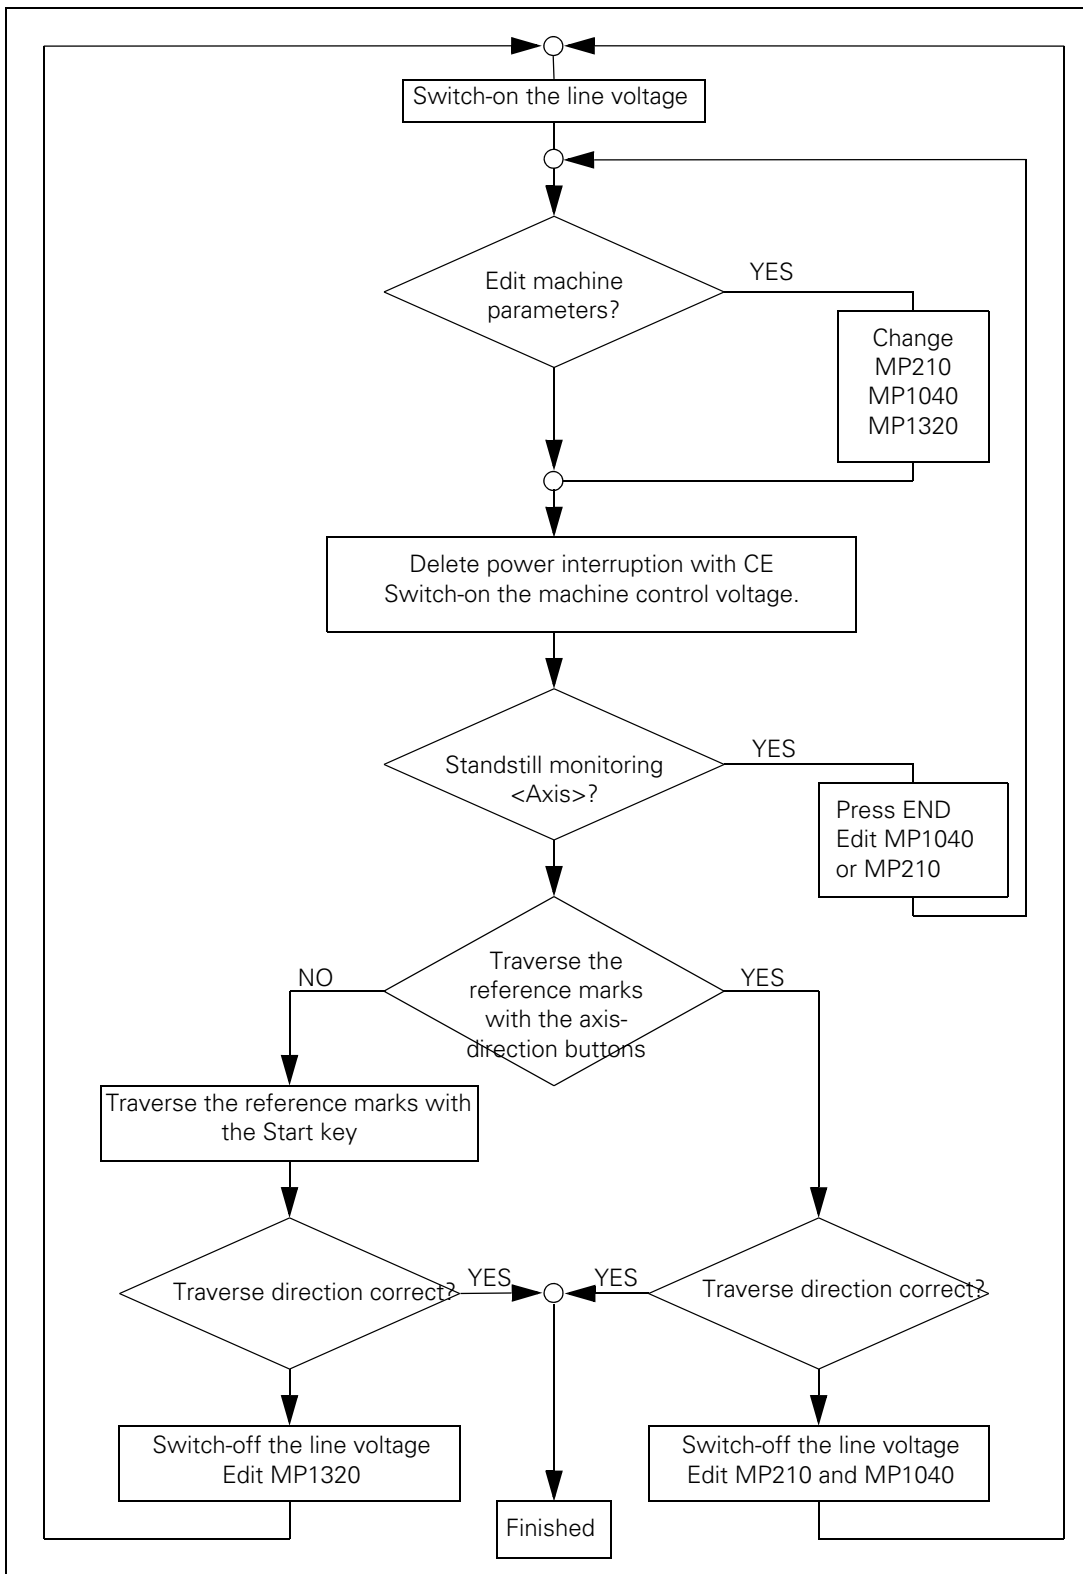 Switch-on the line voltage
Edit machine
parameters?
YES
Change
MP210
MP1040
MP1320
Delete power interruption with CE
Switch-on the machine control voltage.
Standstill monitoring
<Axis>?
YES
Press END
Edit MP1040
or MP210
NO
Traverse the
reference marks
with the axis-
direction buttons
YES
Traverse the reference marks with
the Start key
Traverse direction correct?
YES
YES
Traverse direction correct?
Switch-off the line voltage
Edit MP1320
Switch-off the line voltage
Edit MP210 and MP1040
Finished